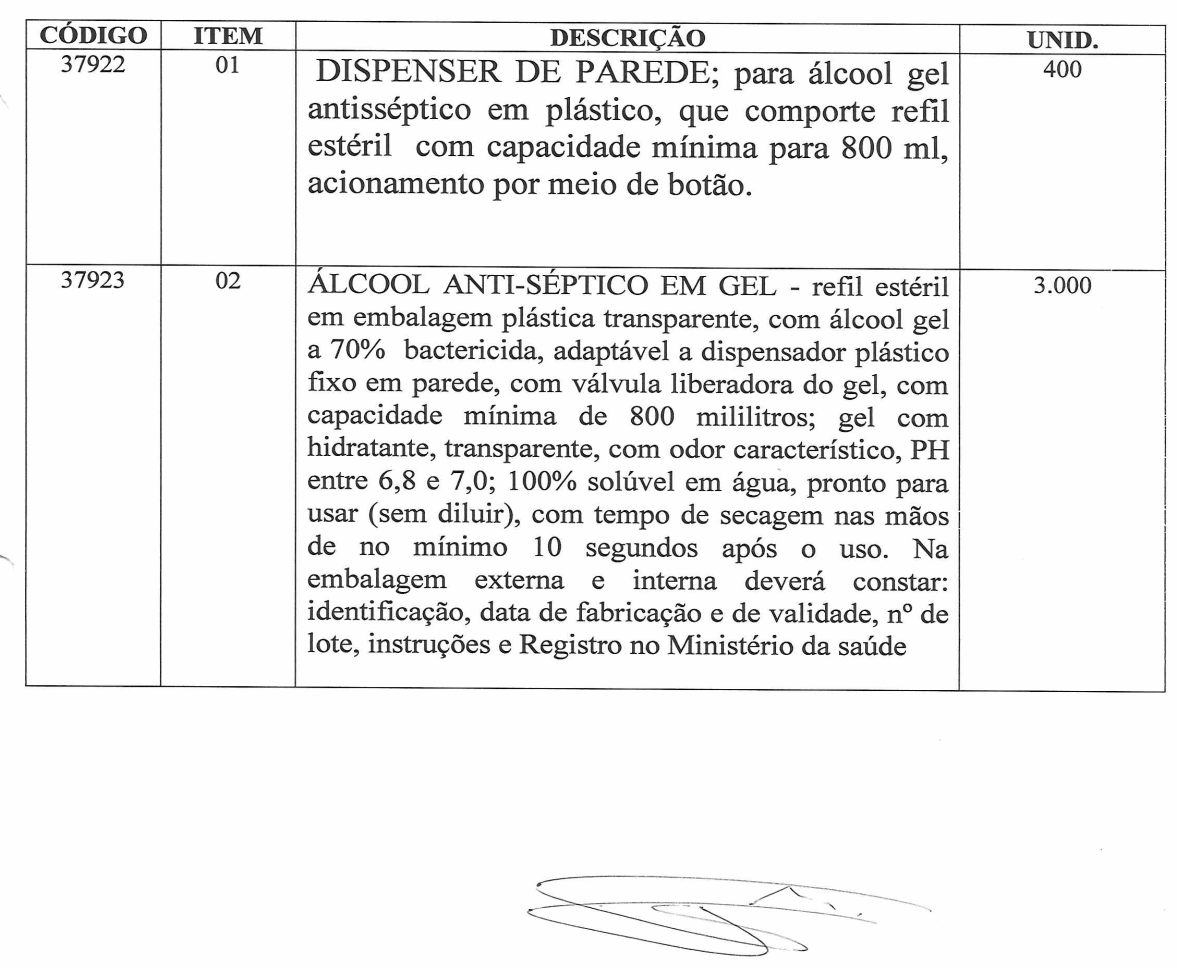 CÓDIGO ITEM DESCRIÇÃO UNID.
37922 01 DISPENSER DE PAREDE; para álcool gel 400
antisséptico em plástico, que comporte refil
estéril com capacidade mínima para 800 ml,
acionamento por meio de botão.
37923 02 ÁLCOOL ANTI-SÉPTICO EM GEL - refil estéril 3.000
em embalagem plástica transparente, com álcool gel
a 70% bactericida, adaptável a dispensador plástico
fixo em parede, com válvula liberadora do gel, com
capacidade mínima de 800 mililitros; gel com
hidratante, transparente, com odor característico, PH
entre 6,8 e 7,0; 100% solúvel em água, pronto para
usar (sem diluir), com tempo de secagem nas mãos
de no mínimo 10 segundos após o uso. Na
embalagem externa e interna deverá constar:
identificação, data de fabricação e de validade, nº de
lote, instruções e Registro no Ministério da saúde